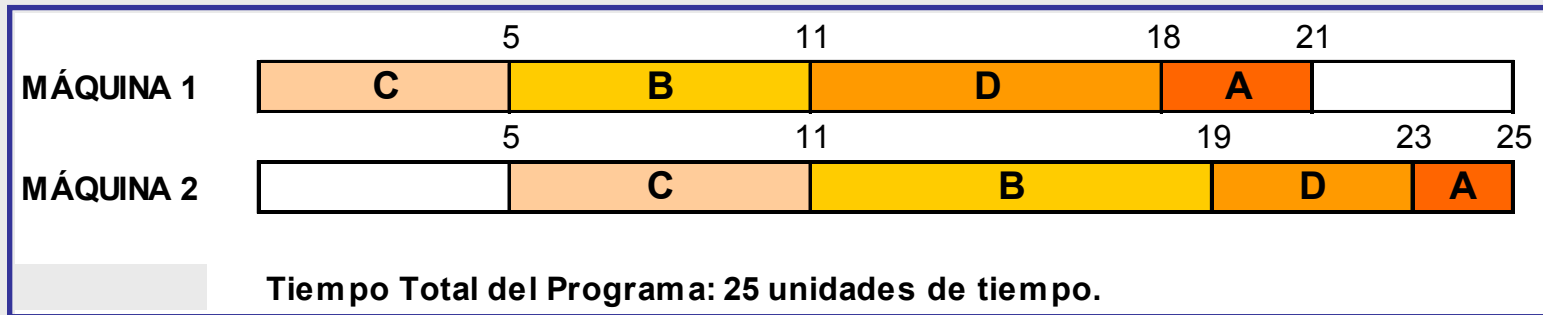 5 11 18 21
MÁQUINA 1 C B D A
5 11 19 23 25
MÁQUINA 2 C B D A
Tiempo Total del Programa: 25 unidades de tiempo.